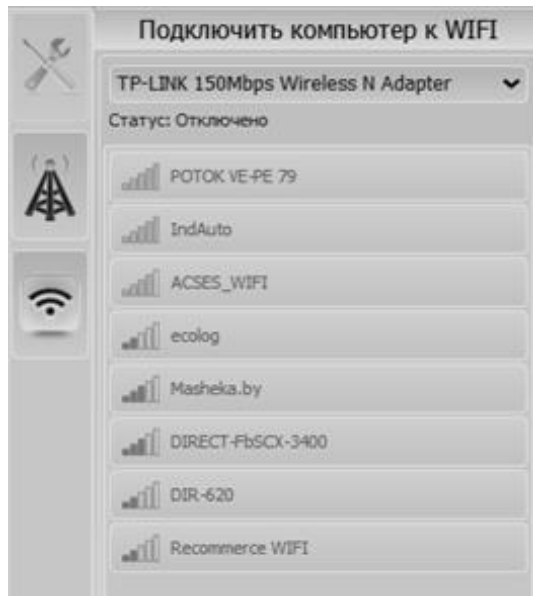 Подключить компьютер к WIFI
TP-LINK 150Mbps Wireless N Adapter
Статус: Отключено
POTOK VE-PE 79
IndAuto
ACSES_WIFI
ecolog
Masheka.by
DIRECT-FbSCX-3400
DIR-620
Recommerce WIFI